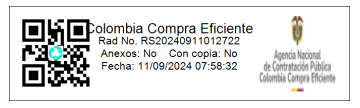 Colombia Compra Eficiente
Rad No. RS20240911012722
Anexos: No Con copia: No
Fecha: 11/09/2024 07:58:32
Agencia Nacional
de Contratación Pública
Colombia Compra Eficiente